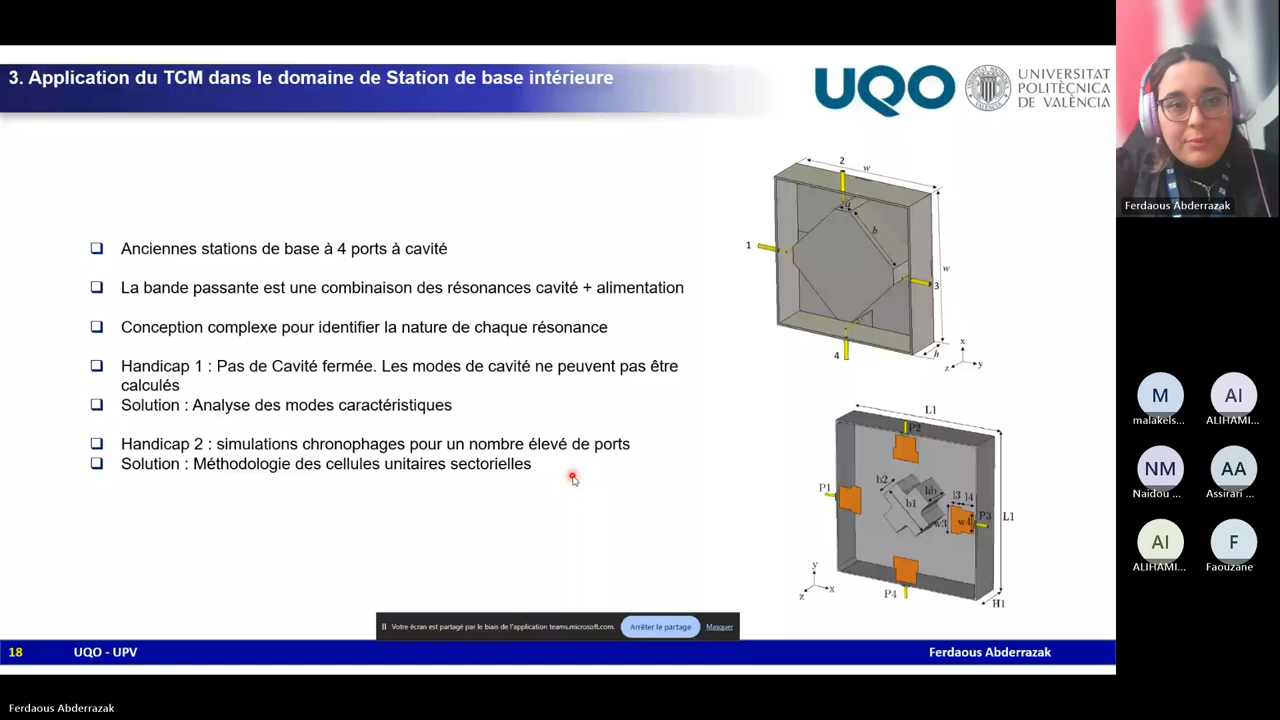 3. Application du TCM dans le domaine de Station de base intérieure
UQO
UNIVERSITAT
POLITÈCNICA
DE VALÈNCIA
Anciennes stations de base à 4 ports à cavité
La bande passante est une combinaison des résonances cavité + alimentation
Conception complexe pour identifier la nature de chaque résonance
Handicap 1 : Pas de Cavité fermée. Les modes de cavité ne peuvent pas être
calculés
Solution : Analyse des modes caractéristiques
Handicap 2 : simulations chronophages pour un nombre élevé de ports
Solution : Méthodologie des cellules unitaires sectorielles
2
w
a
b
1
w
3
4
h
x
z
y
L1
P2
b2
hb
P1
b1
l3
l4
w3
w4
P3
L1
y
z
x
P4
H1
Votre écran est partagé par le biais de l'application teams.microsoft.com.
Arrêter le partage
Masquer
18
UQO - UPV
Ferdaous Abderrazak
Ferdaous Abderrazak
M
AI
malakels...
ALIHAMI...
NM
AA
Naidou ...
Assirari ...
AI
F
ALIHAMI...
Faouzane
Ferdaous Abderrazak